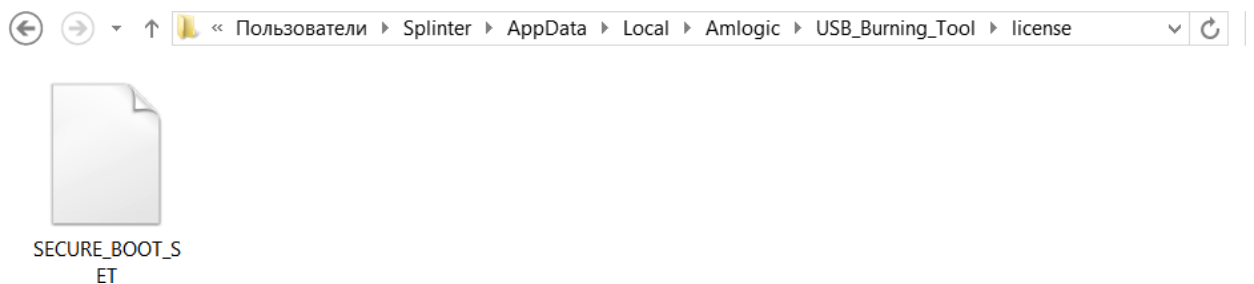 « Пользователи ▸ Splinter ▸ AppData ▸ Local ▸ Amlogic ▸ USB_Burning_Tool ▸ license
SECURE_BOOT_S
ET